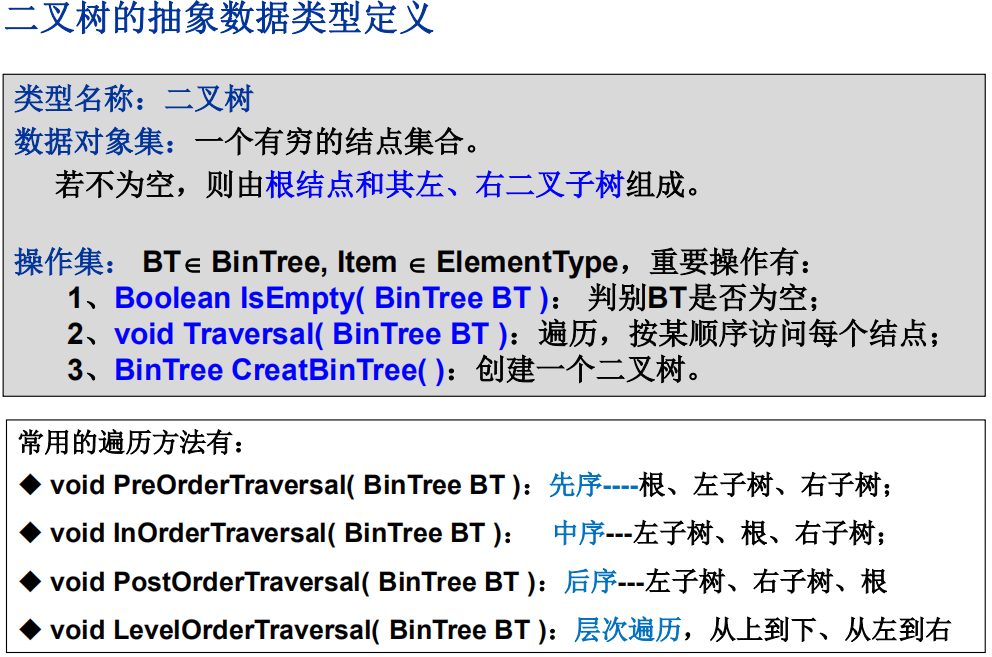 二叉树的抽象数据类型定义
类型名称：二叉树
数据对象集：一个有穷的结点集合。
若不为空，则由根结点和其左、右二叉子树组成。
操作集： BT∈ BinTree, Item ∈ ElementType，重要操作有：
1、Boolean IsEmpty( BinTree BT )： 判别BT是否为空；
2、void Traversal( BinTree BT )：遍历，按某顺序访问每个结点；
3、BinTree CreatBinTree( )：创建一个二叉树。
常用的遍历方法有：
◆ void PreOrderTraversal( BinTree BT )：先序----根、左子树、右子树；
◆ void InOrderTraversal( BinTree BT )： 中序---左子树、根、右子树；
◆ void PostOrderTraversal( BinTree BT )：后序---左子树、右子树、根
◆ void LevelOrderTraversal( BinTree BT )：层次遍历，从上到下、从左到右